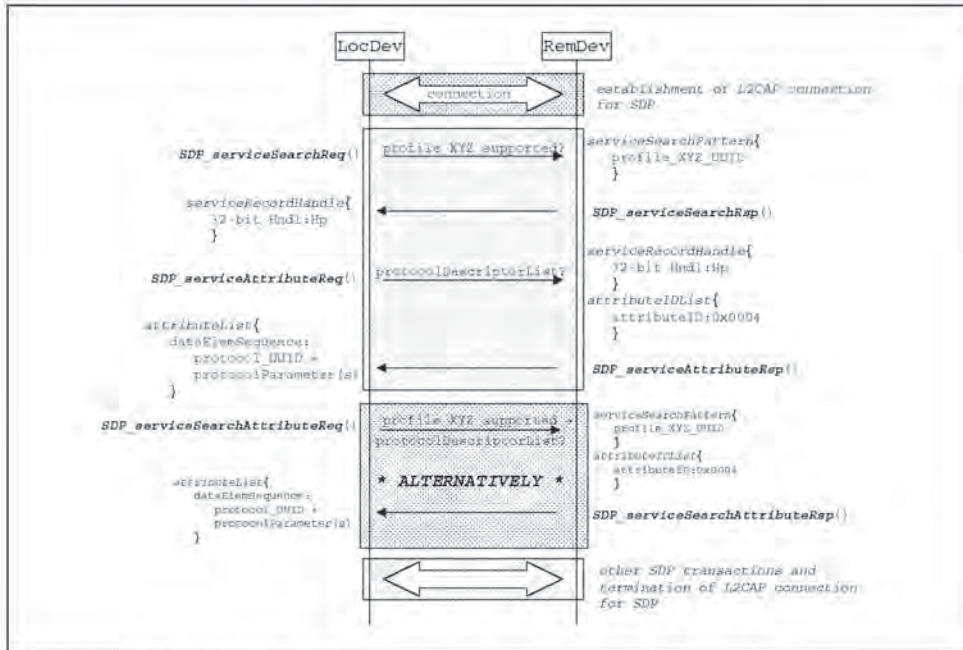 LocDev RemDev
connection
establishment of L2CAP connection
for SDP
SDP_serviceSearchReq()
profile XYZ supported?
serviceSearchPattern{
profile_XYZ_UUID
}
serviceRecordHandle{
32-bit Hndl:Hp
}
SDP_serviceSearchRsp()
SDP_serviceAttributeReq()
protocolDescriptorList?
serviceRecordHandle{
32-bit Hndl:Hp
}
attributeIDList{
attributeID:0x0004
}
attributeList{
dataElemSequence:
protocol_UUID +
protocolParameter(s)
}
SDP_serviceAttributeRsp()
SDP_serviceSearchAttributeReq()
profile XYZ supported +
protocolDescriptorList?
serviceSearchPattern{
profile_XYZ_UUID
}
attributeIDList{
attributeID:0x0004
}
* ALTERNATIVELY *
attributeList{
dataElemSequence:
protocol_UUID +
protocolParameter(s)
}
SDP_serviceSearchAttributeRsp()
other SDP transactions and
termination of L2CAP connection
for SDP